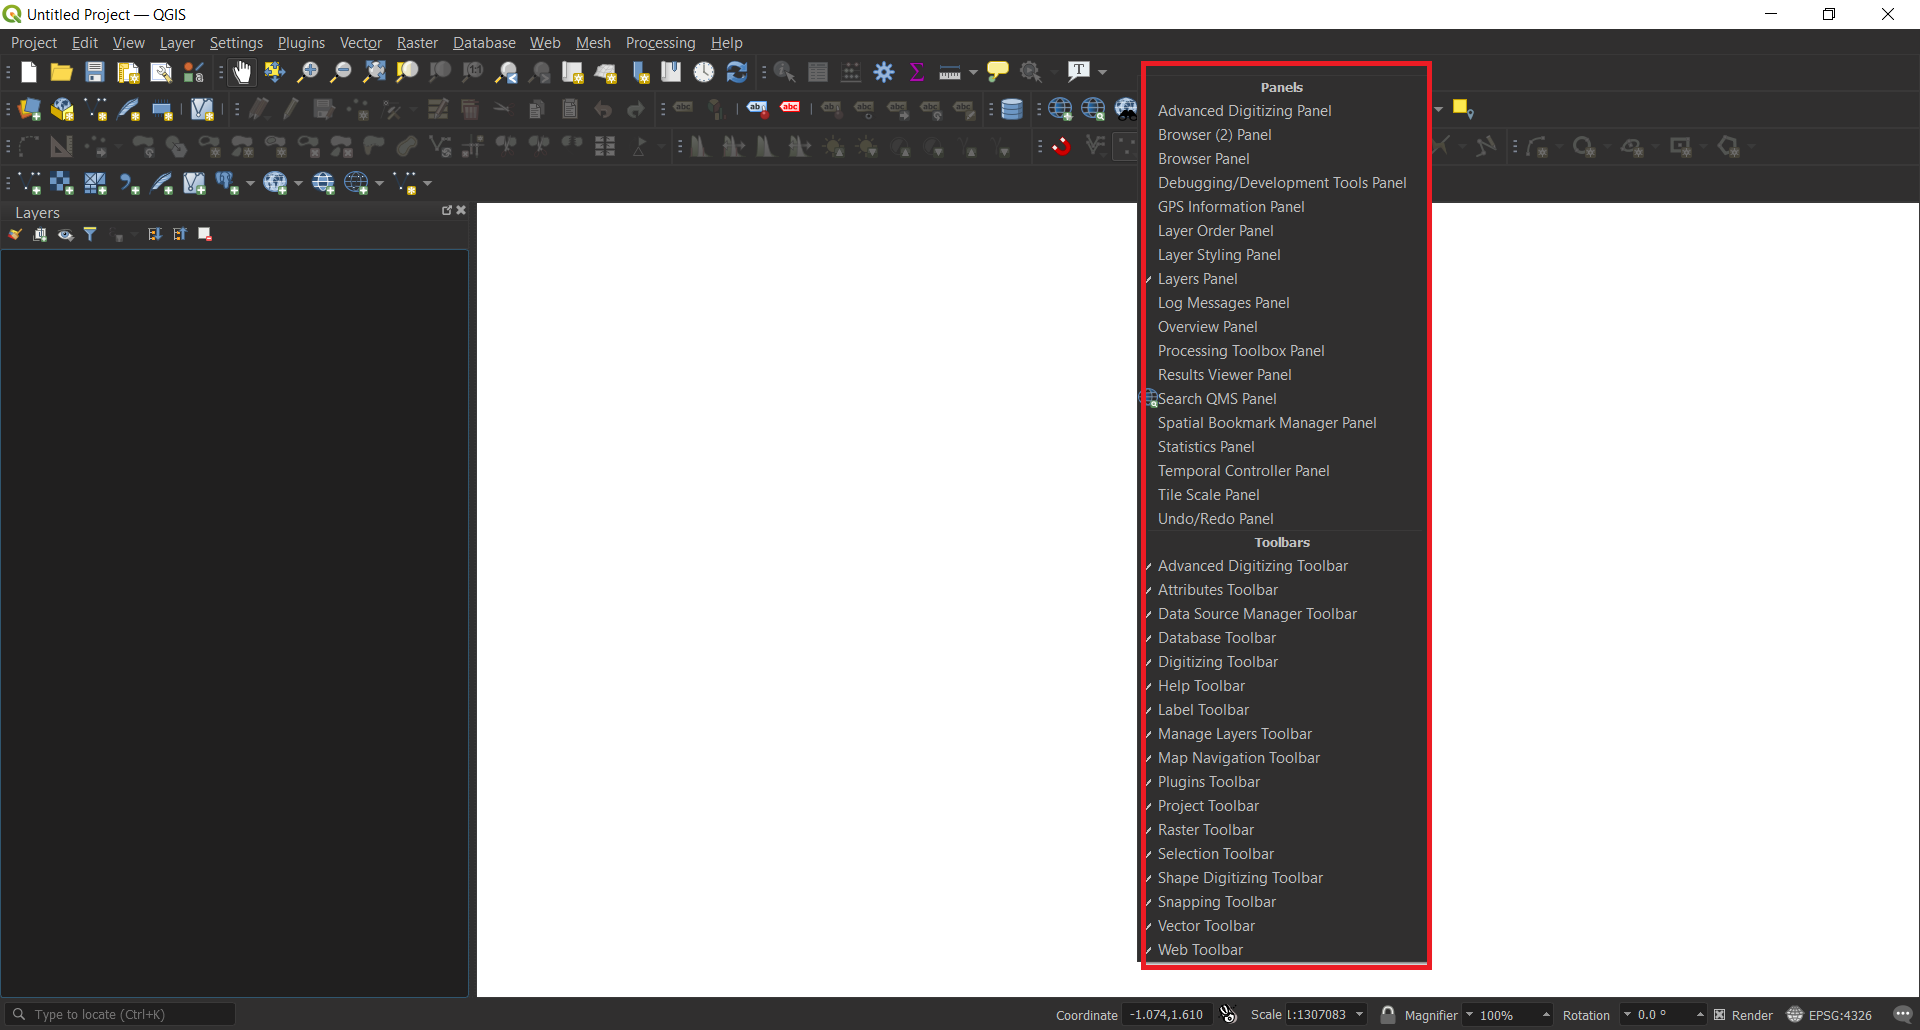 Untitled Project — QGIS
Project Edit View Layer Settings Plugins Vector Raster Database Web Mesh Processing Help
Layers
Panels
Advanced Digitizing Panel
Browser (2) Panel
Browser Panel
Debugging/Development Tools Panel
GPS Information Panel
Layer Order Panel
Layer Styling Panel
Layers Panel
Log Messages Panel
Overview Panel
Processing Toolbox Panel
Results Viewer Panel
Search QMS Panel
Spatial Bookmark Manager Panel
Statistics Panel
Temporal Controller Panel
Tile Scale Panel
Undo/Redo Panel
Toolbars
Advanced Digitizing Toolbar
Attributes Toolbar
Data Source Manager Toolbar
Database Toolbar
Digitizing Toolbar
Help Toolbar
Label Toolbar
Manage Layers Toolbar
Map Navigation Toolbar
Plugins Toolbar
Project Toolbar
Raster Toolbar
Selection Toolbar
Shape Digitizing Toolbar
Snapping Toolbar
Vector Toolbar
Web Toolbar
Type to locate (Ctrl+K) Coordinate -1.074,1.610 Scale 1:1307083 Magnifier 100% Rotation 0.0 ° Render EPSG:4326